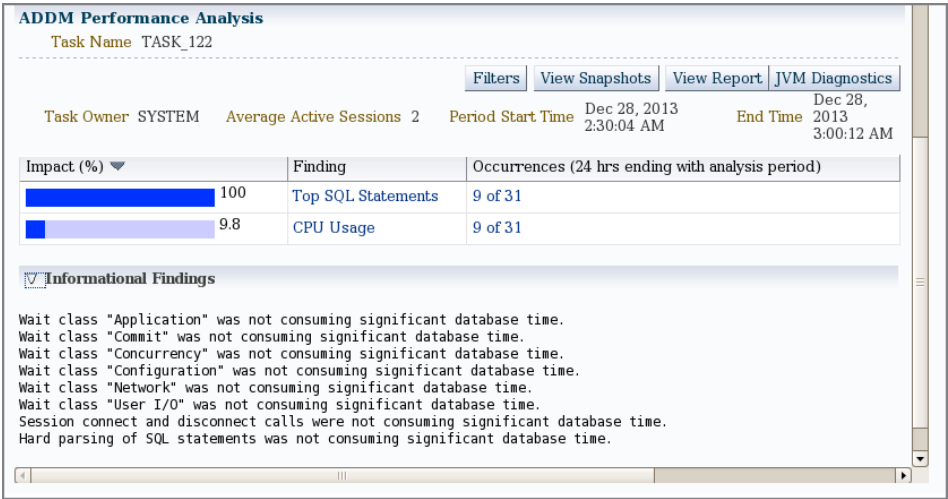 ADDM Performance Analysis
Task Name TASK_122
Filters View Snapshots View Report JVM Diagnostics
Task Owner SYSTEM Average Active Sessions 2 Period Start Time Dec 28, 2013 2:30:04 AM End Time Dec 28, 2013 3:00:12 AM
Impact (%) Finding Occurrences (24 hrs ending with analysis period)
100 Top SQL Statements 9 of 31
9.8 CPU Usage 9 of 31
Informational Findings
Wait class "Application" was not consuming significant database time.
Wait class "Commit" was not consuming significant database time.
Wait class "Concurrency" was not consuming significant database time.
Wait class "Configuration" was not consuming significant database time.
Wait class "Network" was not consuming significant database time.
Wait class "User I/O" was not consuming significant database time.
Session connect and disconnect calls were not consuming significant database time.
Hard parsing of SQL statements was not consuming significant database time.